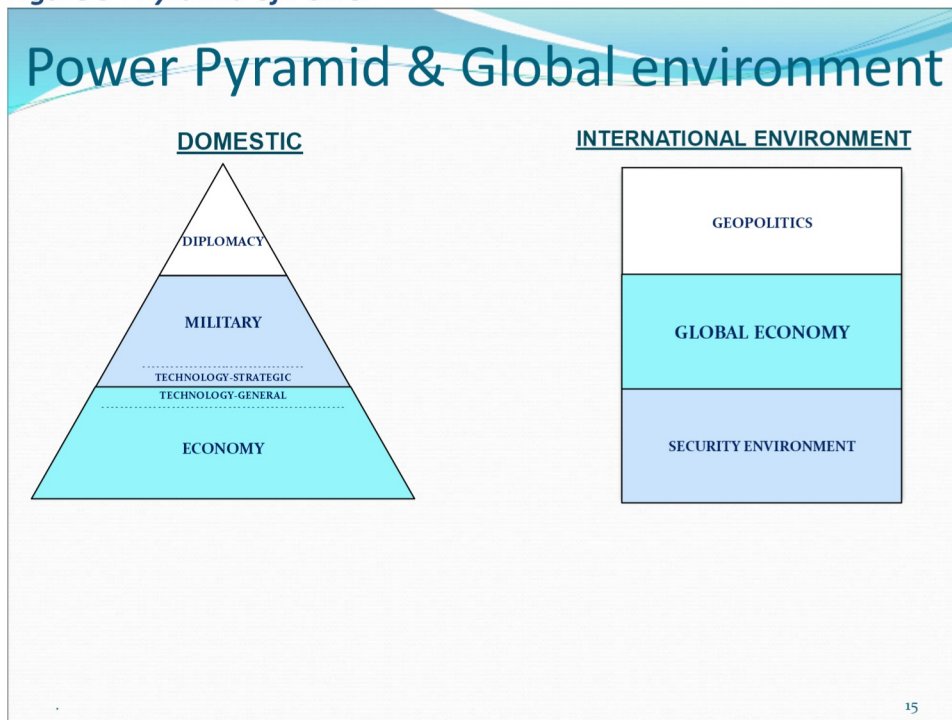 Power Pyramid & Global environment
DOMESTIC
DIPLOMACY
MILITARY
TECHNOLOGY-STRATEGIC
TECHNOLOGY-GENERAL
ECONOMY
INTERNATIONAL ENVIRONMENT
GEOPOLITICS
GLOBAL ECONOMY
SECURITY ENVIRONMENT
15